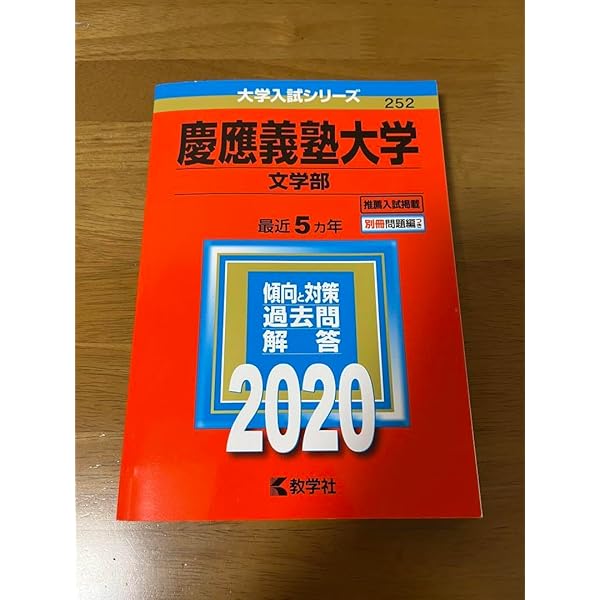 大学入試シリーズ
252
慶應義塾大学
文学部
推薦入試掲載
最近5カ年
別冊問題編つき
傾向と対策
過去問
解答
2020
教学社